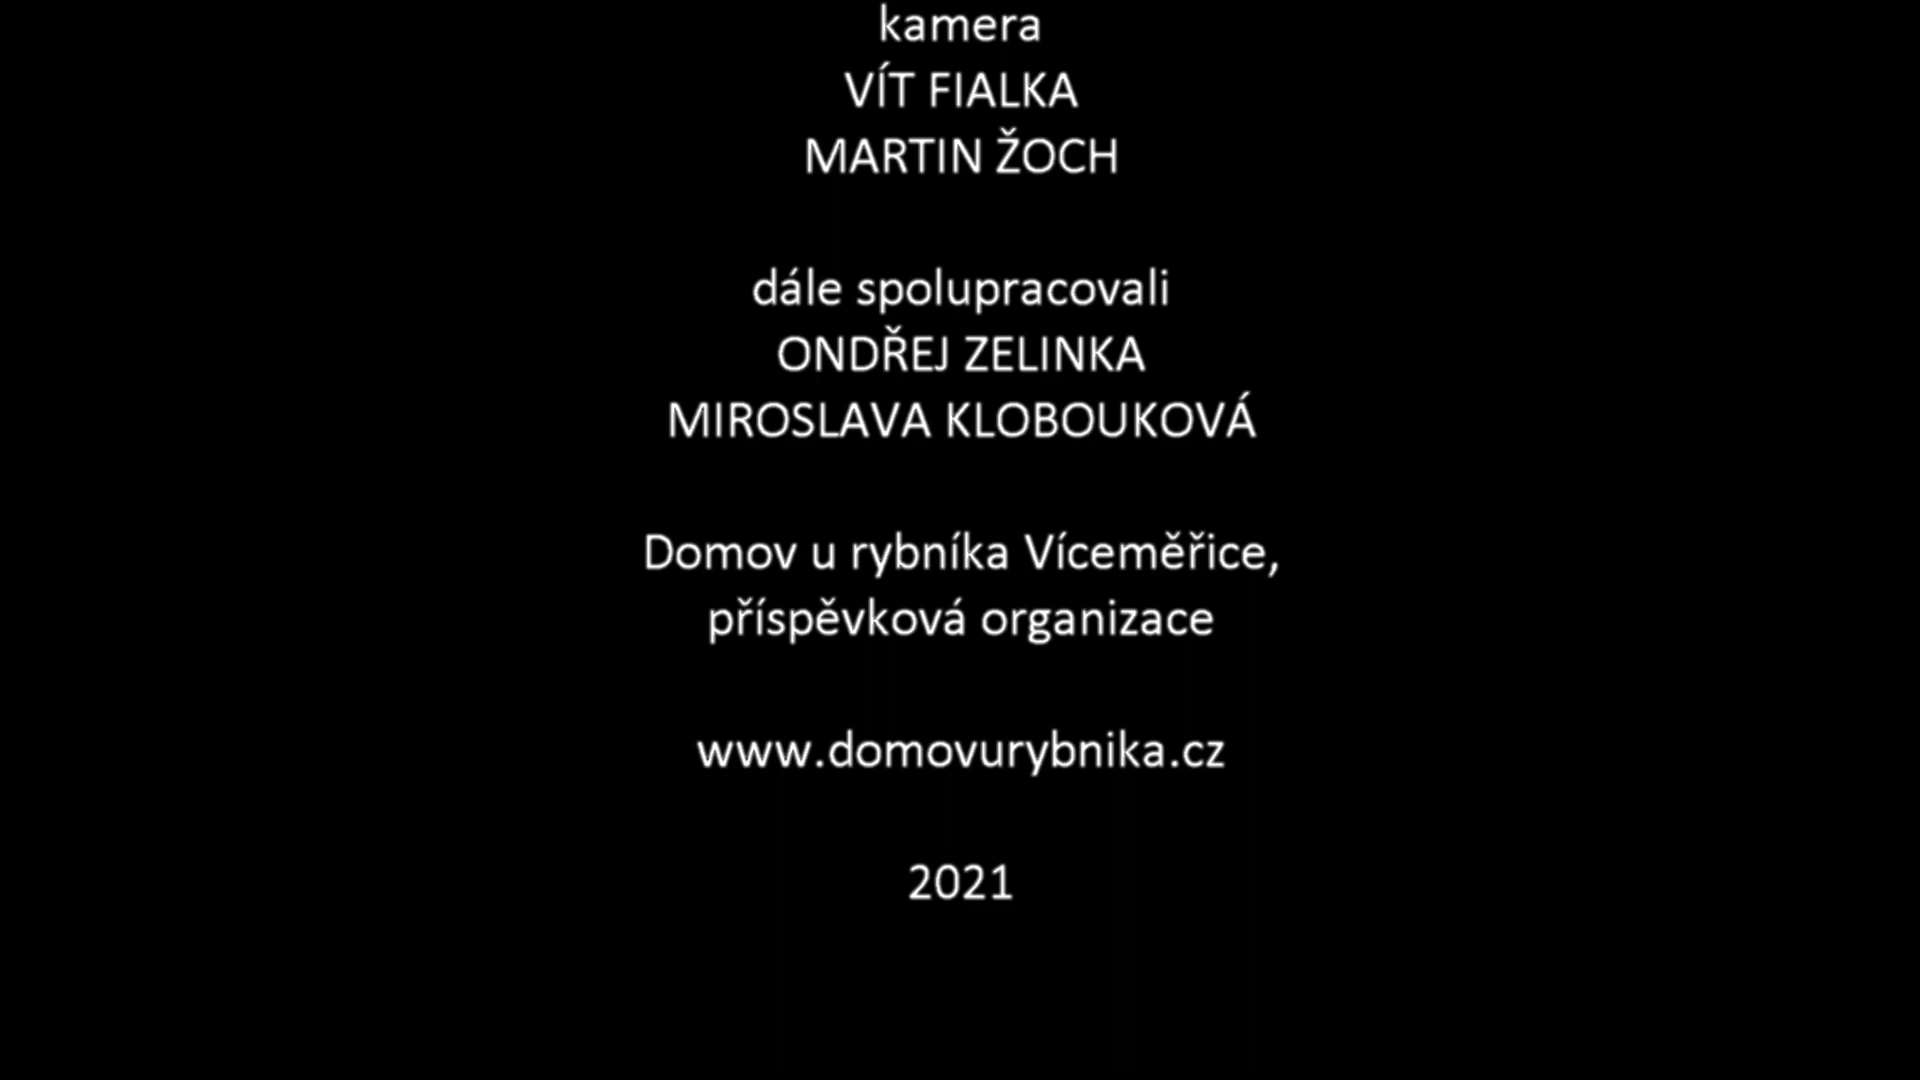 kamera
VÍT FIALKA
MARTIN ŽOCH
dále spolupracovali
ONDŘEJ ZELINKA
MIROSLAVA KLOBOUKOVÁ
Domov u rybníka Víceměřice,
příspěvková organizace
www.domovurybnika.cz
2021